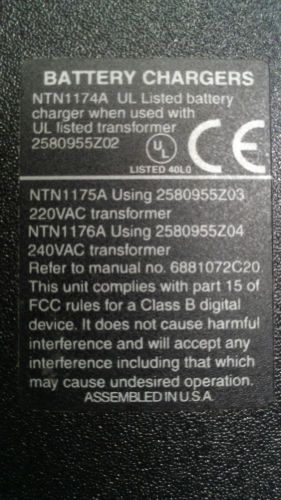 BATTERY CHARGERS
NTN1174A UL Listed battery
charger when used with
UL listed transformer
2580955Z02
UL
LISTED 40L0
CE
NTN1175A Using 2580955Z03
220VAC transformer
NTN1176A Using 2580955Z04
240VAC transformer
Refer to manual no. 6881072C20
This unit complies with part 15 of
FCC rules for a Class B digital
device. It does not cause harmful
interference and will accept any
interference including that which
may cause undesired operation.
ASSEMBLED IN U.S.A.